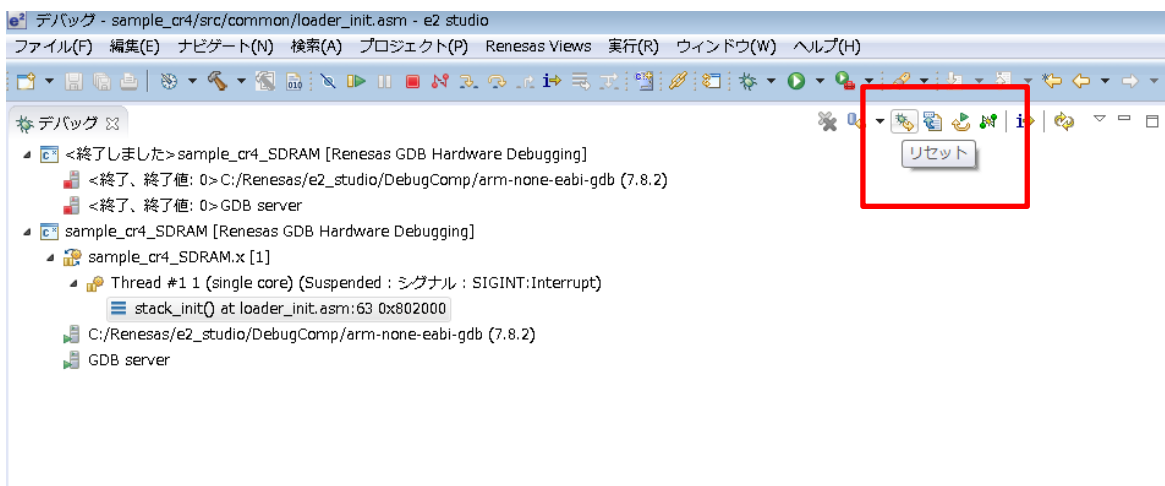 デバッグ - sample_cr4/src/common/loader_init.asm - e2 studio
ファイル(F) 編集(E) ナビゲート(N) 検索(A) プロジェクト(P) Renesas Views 実行(R) ウィンドウ(W) ヘルプ(H)
デバッグ
<終了しました>sample_cr4_SDRAM [Renesas GDB Hardware Debugging]
リセット
<終了、終了値: 0>C:/Renesas/e2_studio/DebugComp/arm-none-eabi-gdb (7.8.2)
<終了、終了値: 0>GDB server
sample_cr4_SDRAM [Renesas GDB Hardware Debugging]
sample_cr4_SDRAM.x [1]
Thread #1 1 (single core) (Suspended : シグナル : SIGINT:Interrupt)
stack_init() at loader_init.asm:63 0x802000
C:/Renesas/e2_studio/DebugComp/arm-none-eabi-gdb (7.8.2)
GDB server